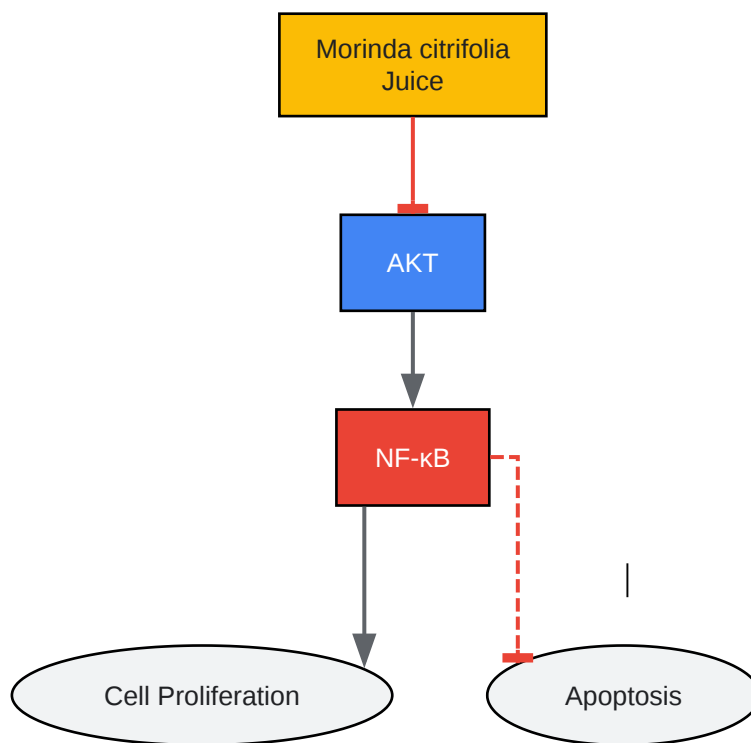 Morinda citrifolia
Juice
AKT
NF-κB
|
Cell Proliferation
Apoptosis